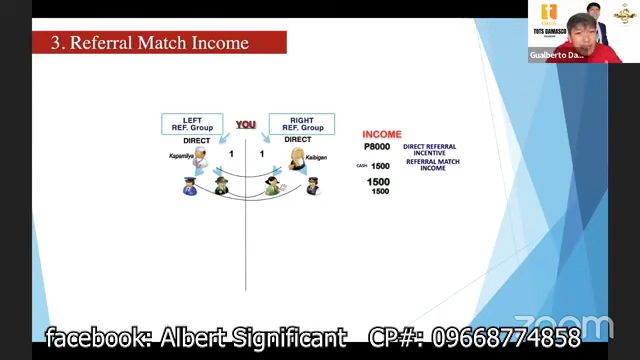 3. Referral Match Income
TOTS DAMASCO
Gualberto Da...
LEFT
REF. Group
YOU
RIGHT
REF. Group
DIRECT
DIRECT
Kapamilya
1
1
Kaibigan
INCOME
P8000
DIRECT REFERRAL
INCENTIVE
CASH 1500
REFERRAL MATCH
INCOME
1500
1500
zoom
facebook: Albert Significant CP#: 09668774858